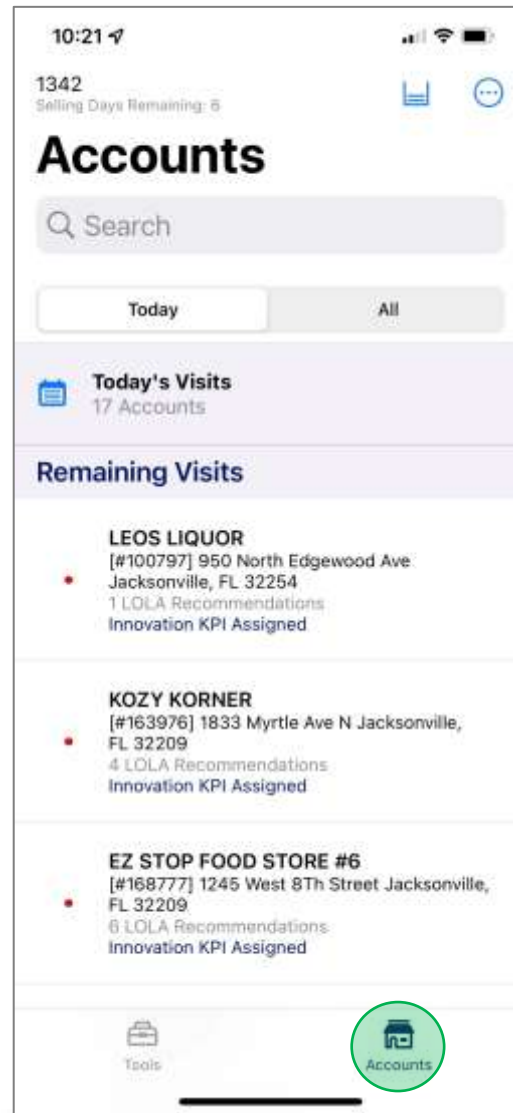 10:21
1342
Selling Days Remaining: 6
Accounts
Search
Today All
Today's Visits
17 Accounts
Remaining Visits
LEOS LIQUOR
[#100797] 950 North Edgewood Ave
Jacksonville, FL 32254
1 LOLA Recommendations
Innovation KPI Assigned
KOZY KORNER
[#163976] 1833 Myrtle Ave N Jacksonville,
FL 32209
4 LOLA Recommendations
Innovation KPI Assigned
EZ STOP FOOD STORE #6
[#168777] 1245 West 8Th Street Jacksonville,
FL 32209
6 LOLA Recommendations
Innovation KPI Assigned
Tools Accounts